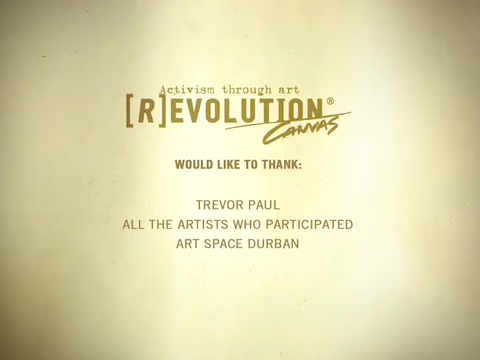 Activism through art
[R]EVOLUTION®
CANVAS
WOULD LIKE TO THANK:
TREVOR PAUL
ALL THE ARTISTS WHO PARTICIPATED
ART SPACE DURBAN